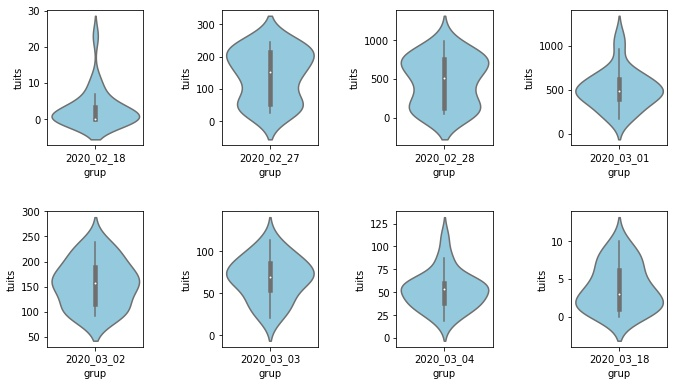 30
20
10
0
tuits
2020_02_18
grup
300
200
100
0
tuits
2020_02_27
grup
1000
500
0
tuits
2020_02_28
grup
1000
500
0
tuits
2020_03_01
grup
300
250
200
150
100
50
tuits
2020_03_02
grup
100
50
0
tuits
2020_03_03
grup
125
100
75
50
25
0
tuits
2020_03_04
grup
10
5
0
tuits
2020_03_18
grup